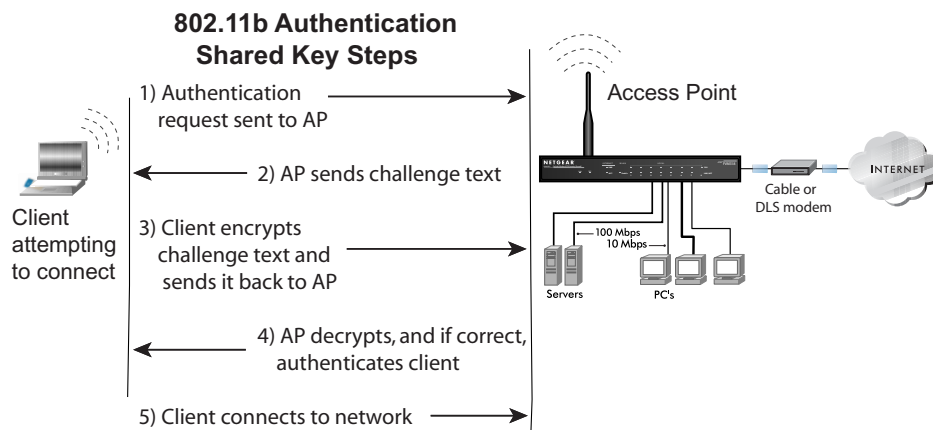 802.11b Authentication
Shared Key Steps
1) Authentication
request sent to AP
Access Point
2) AP sends challenge text
NETGEAR
INTERNET
Cable or
DLS modem
Client
attempting
to connect
3) Client encrypts
challenge text and
sends it back to AP
100 Mbps
10 Mbps
Servers
PC's
4) AP decrypts, and if correct,
authenticates client
5) Client connects to network